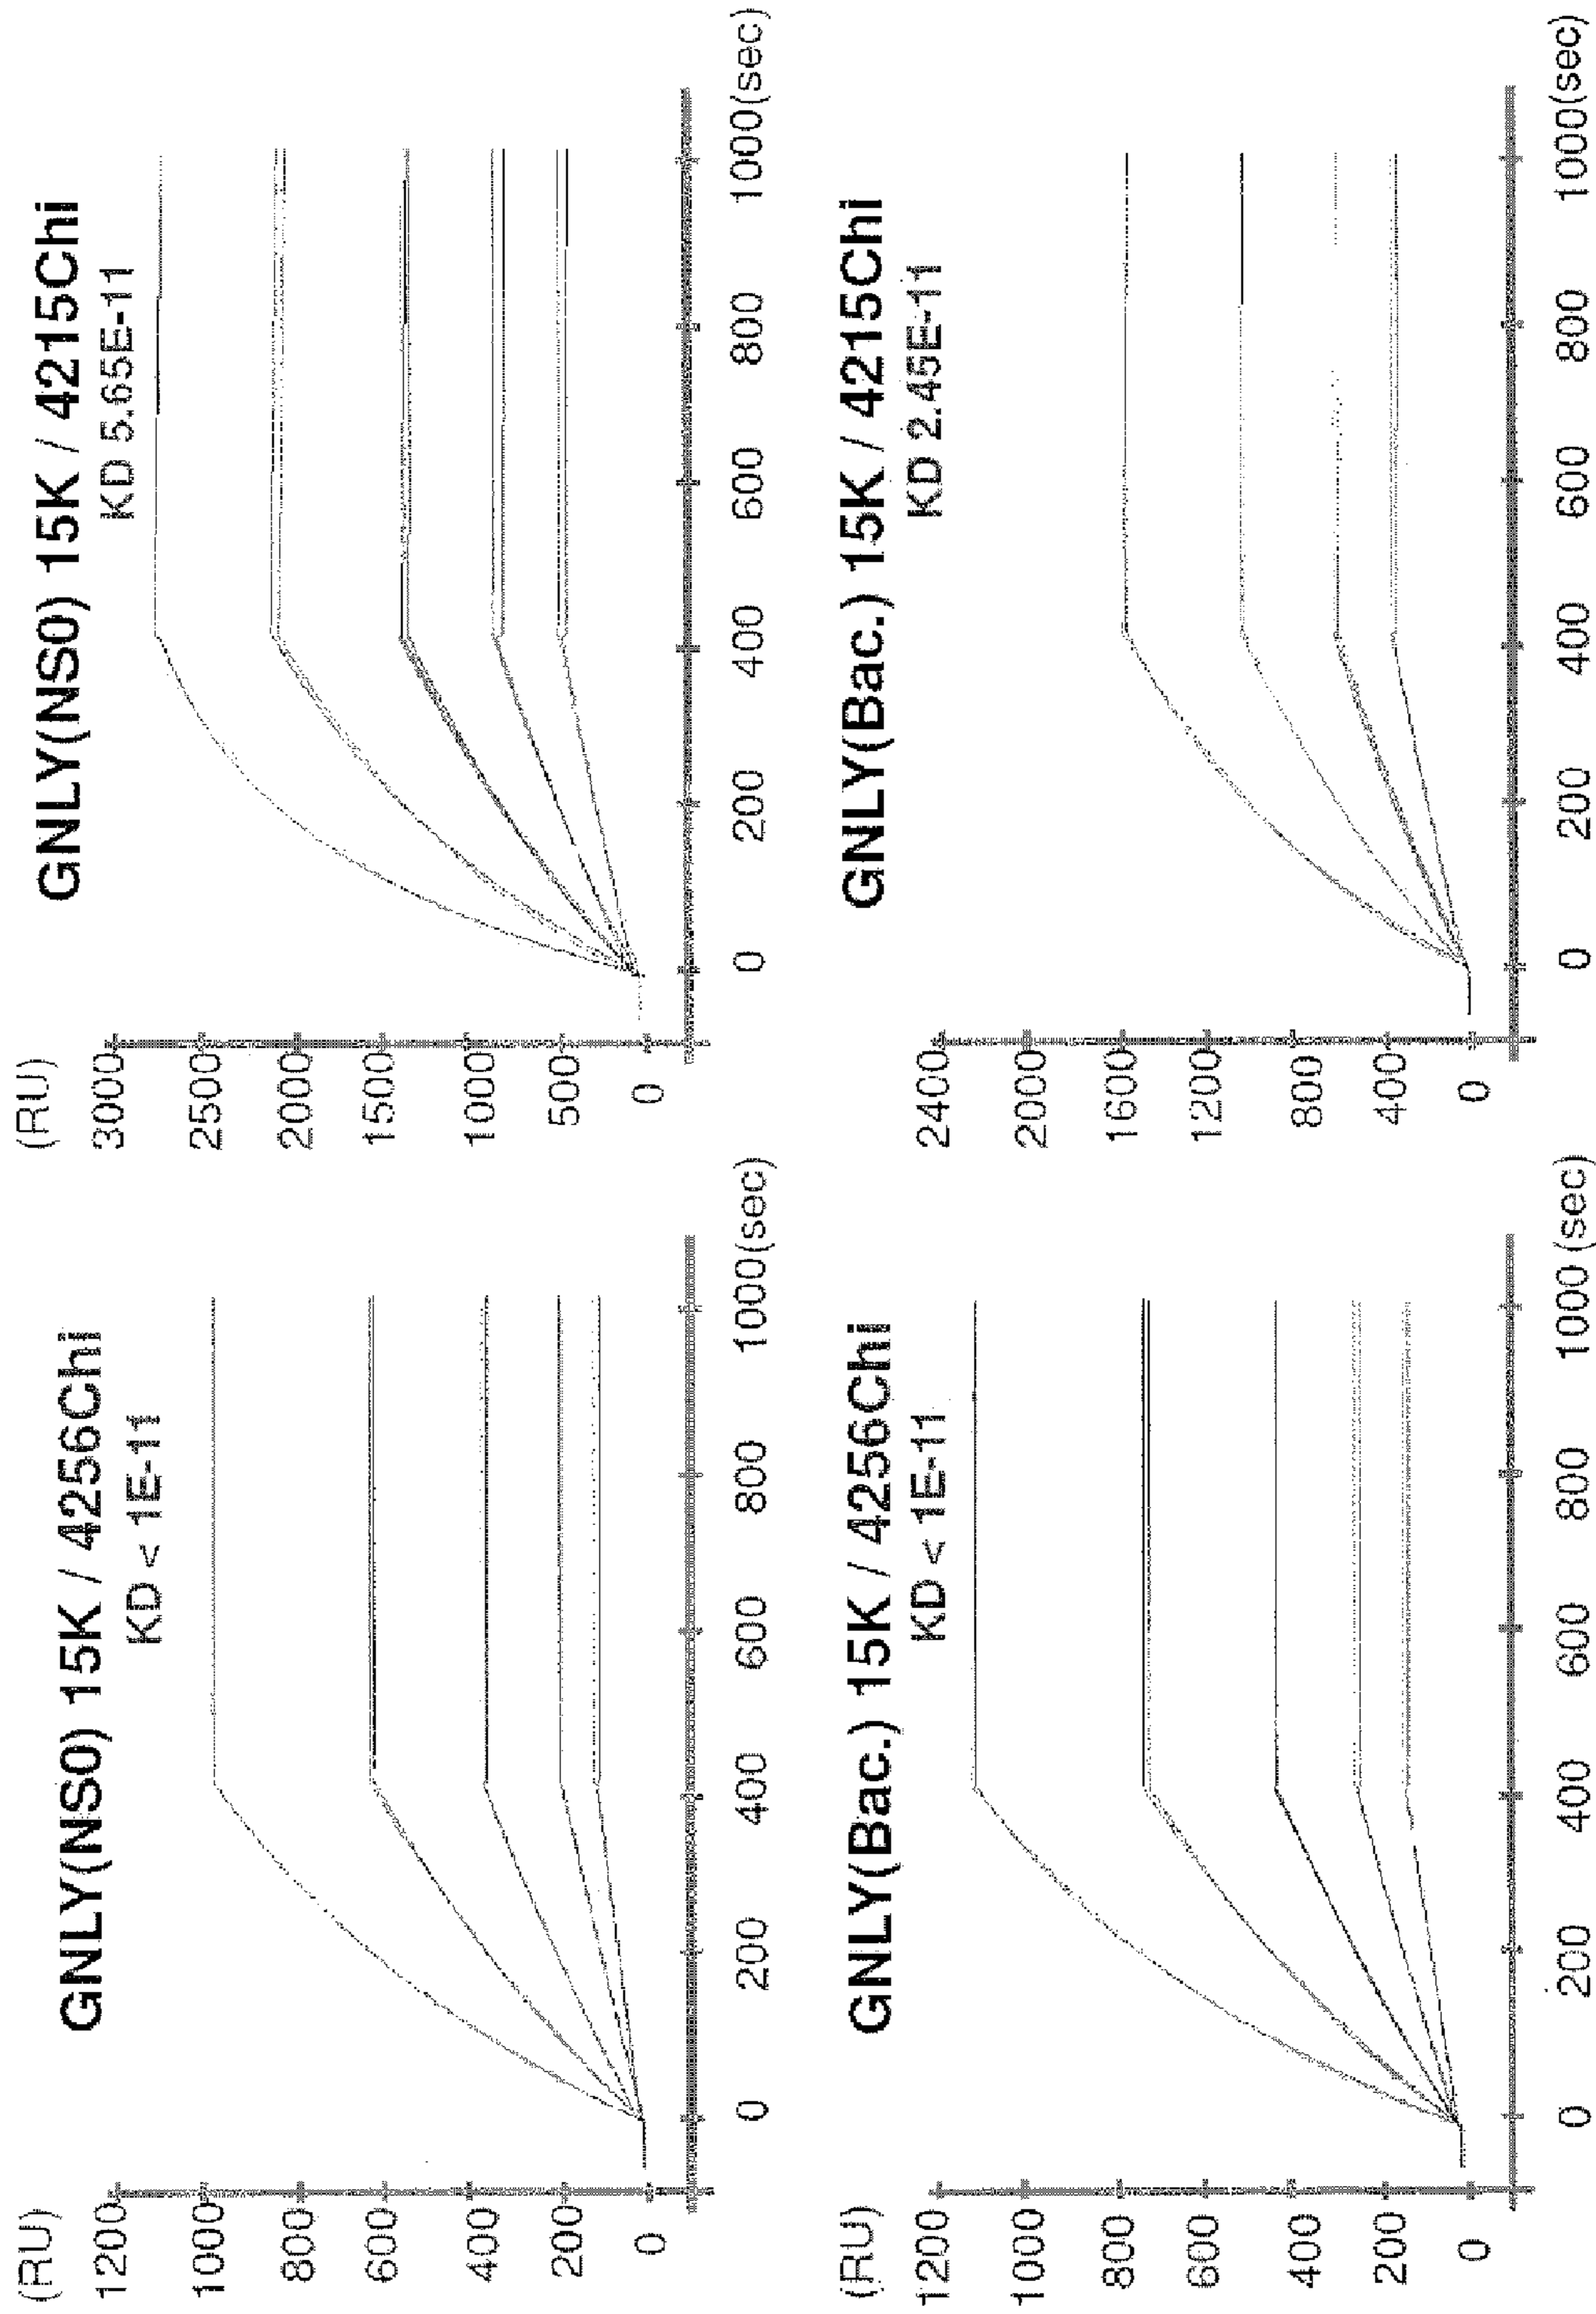 GNLY(NS0) 15K / 4256Chi
KD < 1E-11
(RU)
1200
1000
800
600
400
200
0
0 200 400 600 800 1000(sec)
GNLY(Bac.) 15K / 4256Chi
KD < 1E-11
(RU)
1200
1000
800
600
400
200
0
0 200 400 600 800 1000 (sec)
GNLY(NS0) 15K / 4215Chi
KD 5.65E-11
(RU)
3000
2500
2000
1500
1000
500
0
0 200 400 600 800 1000(sec)
GNLY(Bac.) 15K / 4215Chi
KD 2.45E-11
2400
2000
1600
1200
800
400
0
0 200 400 600 800 1000(sec)